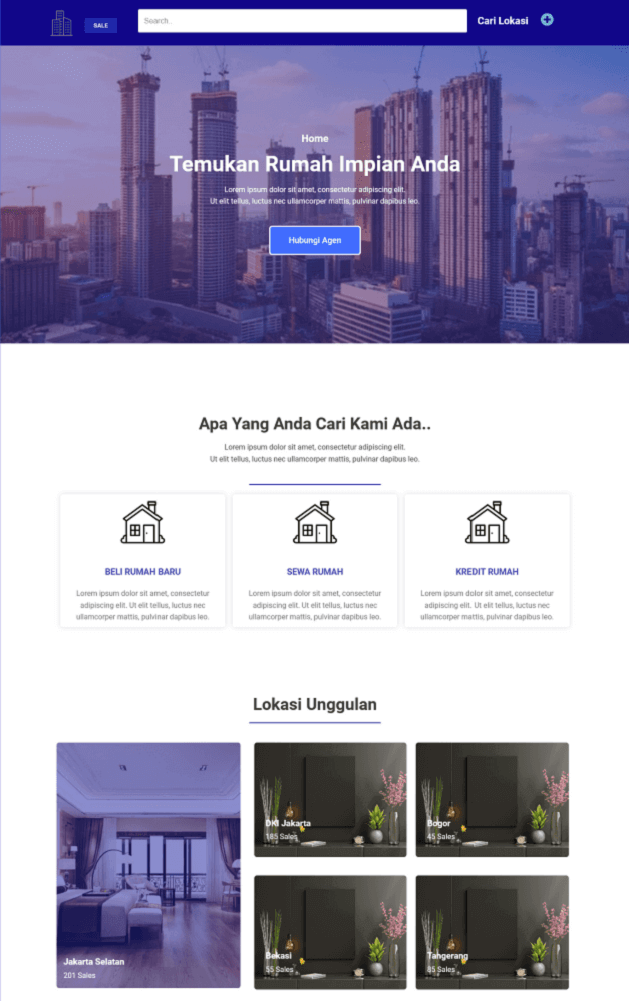 SALE
Search..
Cari Lokasi
Home
Temukan Rumah Impian Anda
Lorem ipsum dolor sit amet, consectetur adipiscing elit.
Ut elit tellus, luctus nec ullamcorper mattis, pulvinar dapibus leo.
Hubungi Agen
Apa Yang Anda Cari Kami Ada..
Lorem ipsum dolor sit amet, consectetur adipiscing elit.
Ut elit tellus, luctus nec ullamcorper mattis, pulvinar dapibus leo.
BELI RUMAH BARU
Lorem ipsum dolor sit amet, consectetur
adipiscing elit. Ut elit tellus, luctus nec
ullamcorper mattis, pulvinar dapibus leo.
SEWA RUMAH
Lorem ipsum dolor sit amet, consectetur
adipiscing elit. Ut elit tellus, luctus nec
ullamcorper mattis, pulvinar dapibus leo.
KREDIT RUMAH
Lorem ipsum dolor sit amet, consectetur
adipiscing elit. Ut elit tellus, luctus nec
ullamcorper mattis, pulvinar dapibus leo.
Lokasi Unggulan
Jakarta Selatan
201 Sales
DKI Jakarta
185 Sales
Bogor
45 Sales
Bekasi
55 Sales
Tangerang
85 Sales